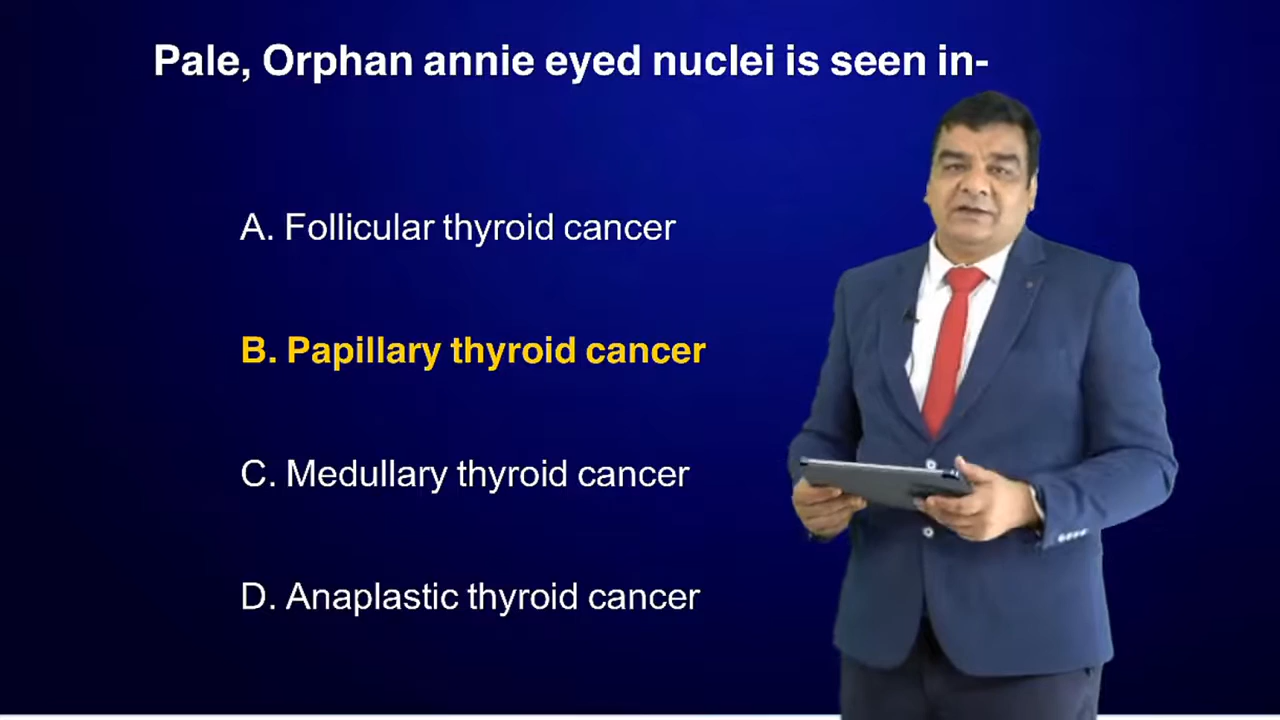 Pale, Orphan annie eyed nuclei is seen in-
A. Follicular thyroid cancer
B. Papillary thyroid cancer
C. Medullary thyroid cancer
D. Anaplastic thyroid cancer